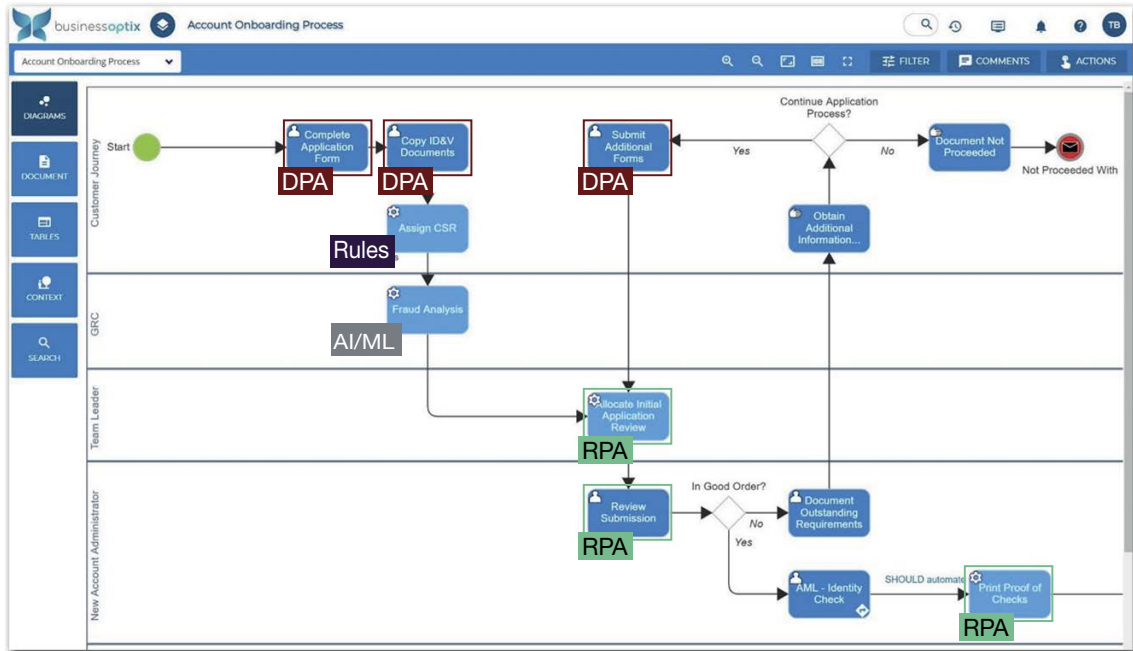 businessoptix
Account Onboarding Process
TB
Account Onboarding Process
FILTER
COMMENTS
ACTIONS
DIAGRAMS
DOCUMENT
TABLES
CONTEXT
SEARCH
Customer Journey
Start
Complete
Application
Form
DPA
Copy ID&V
Documents
DPA
Assign CSR
Rules
Submit
Additional
Forms
DPA
Continue Application
Process?
Yes
No
Document Not
Proceeded
Not Proceeded With
Obtain
Additional
Information...
GRC
Fraud Analysis
AI/ML
Team Leader
Allocate Initial
Application
Review
RPA
New Account Administrator
Review
Submission
RPA
In Good Order?
No
Yes
Document
Outstanding
Requirements
AML - Identity
Check
SHOULD automate
Print Proof of
Checks
RPA